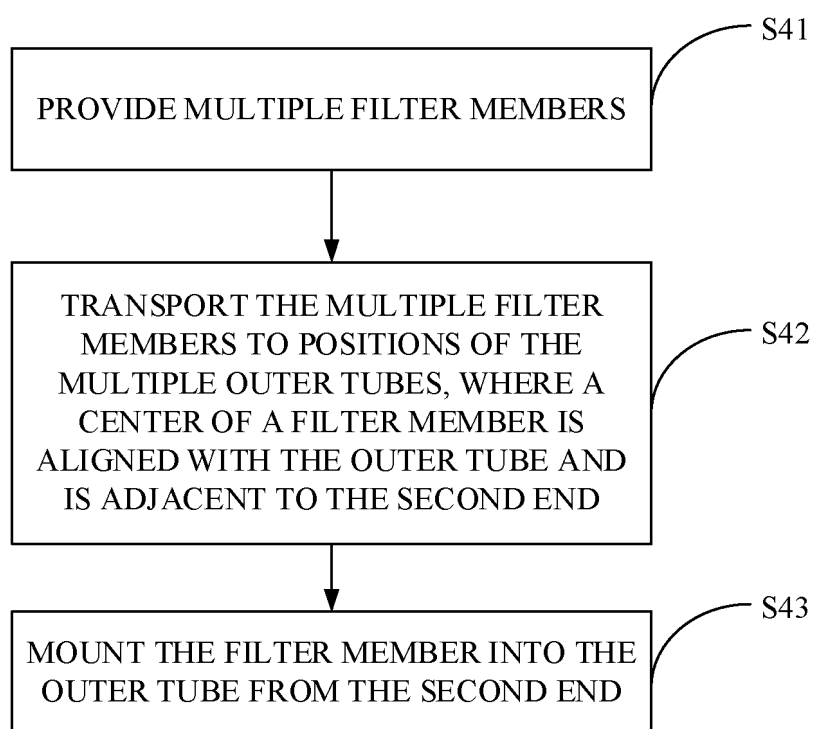 S41
PROVIDE MULTIPLE FILTER MEMBERS
TRANSPORT THE MULTIPLE FILTER
MEMBERS TO POSITIONS OF THE
MULTIPLE OUTER TUBES, WHERE A
CENTER OF A FILTER MEMBER IS
ALIGNED WITH THE OUTER TUBE AND
IS ADJACENT TO THE SECOND END
S42
MOUNT THE FILTER MEMBER INTO THE
OUTER TUBE FROM THE SECOND END
S43